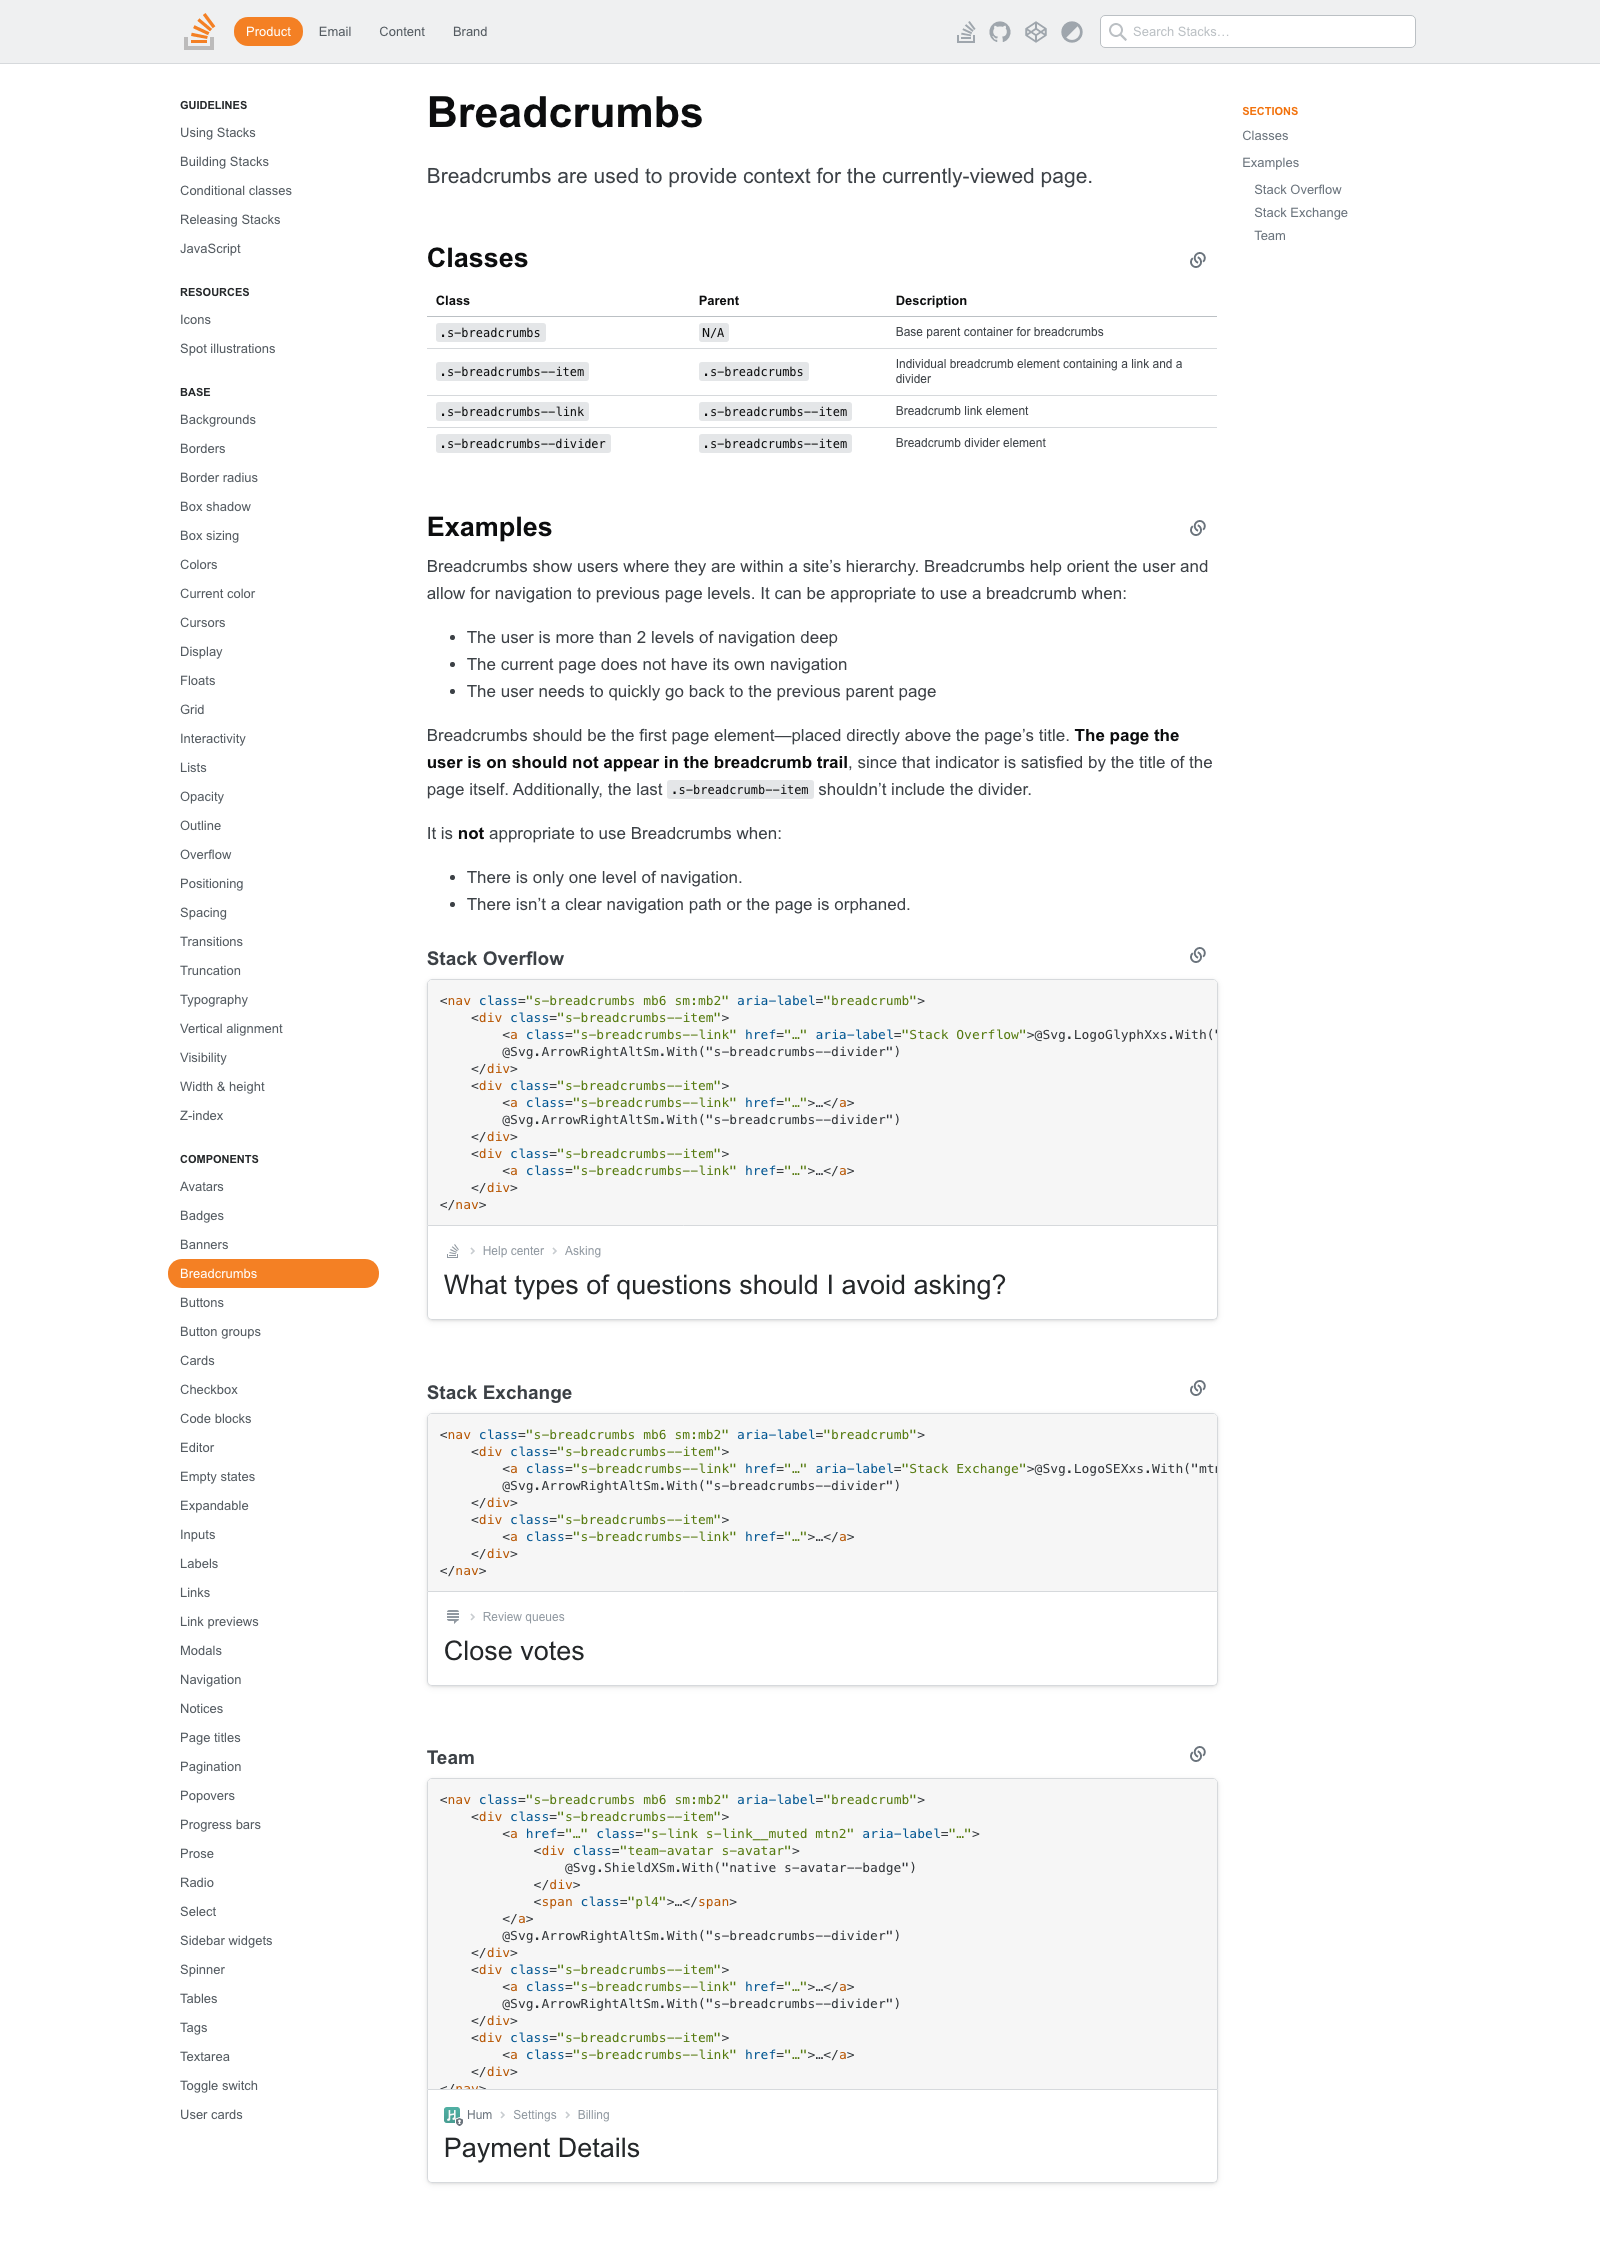 Product Email Content Brand
Search Stacks…
GUIDELINES
Using Stacks
Building Stacks
Conditional classes
Releasing Stacks
JavaScript
RESOURCES
Icons
Spot illustrations
BASE
Backgrounds
Borders
Border radius
Box shadow
Box sizing
Colors
Current color
Cursors
Display
Floats
Grid
Interactivity
Lists
Opacity
Outline
Overflow
Positioning
Spacing
Transitions
Truncation
Typography
Vertical alignment
Visibility
Width & height
Z-index
COMPONENTS
Avatars
Badges
Banners
Breadcrumbs
Buttons
Button groups
Cards
Checkbox
Code blocks
Editor
Empty states
Expandable
Inputs
Labels
Links
Link previews
Modals
Navigation
Notices
Page titles
Pagination
Popovers
Progress bars
Prose
Radio
Select
Sidebar widgets
Spinner
Tables
Tags
Textarea
Toggle switch
User cards
Breadcrumbs
Breadcrumbs are used to provide context for the currently-viewed page.
Classes
Class Parent Description
.s-breadcrumbs N/A Base parent container for breadcrumbs
.s-breadcrumbs--item .s-breadcrumbs Individual breadcrumb element containing a link and a
divider
.s-breadcrumbs--link .s-breadcrumbs--item Breadcrumb link element
.s-breadcrumbs--divider .s-breadcrumbs--item Breadcrumb divider element
Examples
Breadcrumbs show users where they are within a site’s hierarchy. Breadcrumbs help orient the user and
allow for navigation to previous page levels. It can be appropriate to use a breadcrumb when:
• The user is more than 2 levels of navigation deep
• The current page does not have its own navigation
• The user needs to quickly go back to the previous parent page
Breadcrumbs should be the first page element—placed directly above the page’s title. The page the
user is on should not appear in the breadcrumb trail, since that indicator is satisfied by the title of the
page itself. Additionally, the last .s-breadcrumb--item shouldn’t include the divider.
It is not appropriate to use Breadcrumbs when:
• There is only one level of navigation.
• There isn’t a clear navigation path or the page is orphaned.
Stack Overflow
<nav class="s-breadcrumbs mb6 sm:mb2" aria-label="breadcrumb">
    <div class="s-breadcrumbs--item">
        <a class="s-breadcrumbs--link" href="…" aria-label="Stack Overflow">@Svg.LogoGlyphXxs.With("
        @Svg.ArrowRightAltSm.With("s-breadcrumbs--divider")
    </div>
    <div class="s-breadcrumbs--item">
        <a class="s-breadcrumbs--link" href="…">…</a>
        @Svg.ArrowRightAltSm.With("s-breadcrumbs--divider")
    </div>
    <div class="s-breadcrumbs--item">
        <a class="s-breadcrumbs--link" href="…">…</a>
    </div>
</nav>
Help center Asking
What types of questions should I avoid asking?
Stack Exchange
<nav class="s-breadcrumbs mb6 sm:mb2" aria-label="breadcrumb">
    <div class="s-breadcrumbs--item">
        <a class="s-breadcrumbs--link" href="…" aria-label="Stack Exchange">@Svg.LogoSEXxs.With("mtn
        @Svg.ArrowRightAltSm.With("s-breadcrumbs--divider")
    </div>
    <div class="s-breadcrumbs--item">
        <a class="s-breadcrumbs--link" href="…">…</a>
    </div>
</nav>
Review queues
Close votes
Team
<nav class="s-breadcrumbs mb6 sm:mb2" aria-label="breadcrumb">
    <div class="s-breadcrumbs--item">
        <a href="…" class="s-link s-link__muted mtn2" aria-label="…">
            <div class="team-avatar s-avatar">
                @Svg.ShieldXSm.With("native s-avatar--badge")
            </div>
            <span class="pl4">…</span>
        </a>
        @Svg.ArrowRightAltSm.With("s-breadcrumbs--divider")
    </div>
    <div class="s-breadcrumbs--item">
        <a class="s-breadcrumbs--link" href="…">…</a>
        @Svg.ArrowRightAltSm.With("s-breadcrumbs--divider")
    </div>
    <div class="s-breadcrumbs--item">
        <a class="s-breadcrumbs--link" href="…">…</a>
    </div>
</nav>
H Hum Settings Billing
Payment Details
SECTIONS
Classes
Examples
Stack Overflow
Stack Exchange
Team